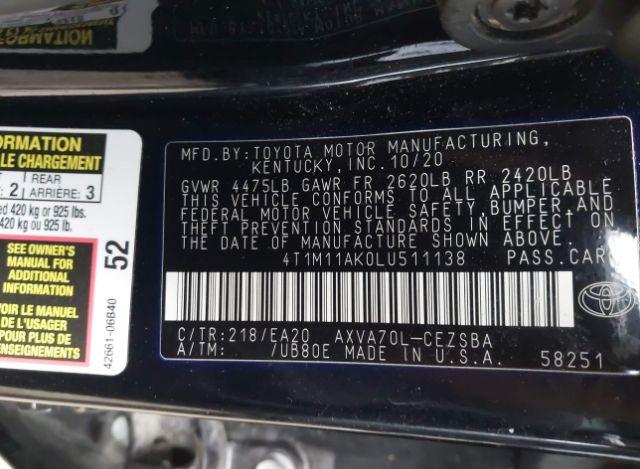 ORMATION
LE CHARGEMENT
REAR
2 ARRIÈRE: 3
ed 420 kg or 925 lbs.
420 kg ou 925 lb.
SEE OWNER'S
MANUAL FOR
ADDITIONAL
INFORMATION
VOIR LE MANUEL
DE L'USAGER
POUR PLUS DE
RENSEIGNEMENTS
52
42661-06B40
MFD.BY:TOYOTA MOTOR MANUFACTURING,
KENTUCKY, INC.10/20
GVWR 4475LB GAWR FR 2620LB RR 2420LB
THIS VEHICLE CONFORMS TO ALL APPLICABLE
FEDERAL MOTOR VEHICLE SAFETY,BUMPER,AND
THEFT PREVENTION STANDARDS IN EFFECT ON
THE DATE OF MANUFACTURE SHOWN ABOVE.
4T1M11AK0LU511138 PASS.CAR
C/TR:218/EA20 AXVA70L-CEZSBA
A/TM: /UB80E MADE IN U.S.A. 58251